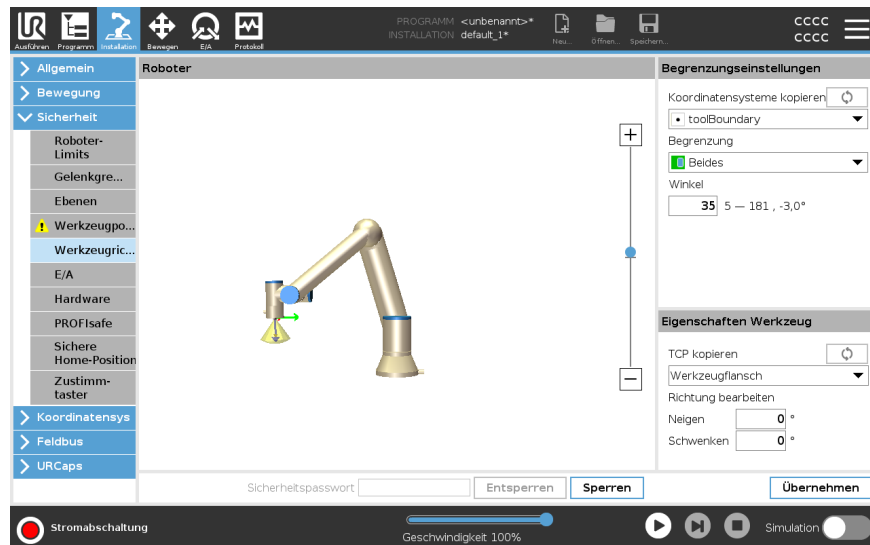 PROGRAMM <unbenannt>*
INSTALLATION default_1*
Ausführen Programm Installation Bewegen E/A Protokoll
Neu... Öffnen... Speichern...
cccc
cccc
Allgemein
Bewegung
Sicherheit
Roboter-
Limits
Gelenkgre...
Ebenen
Werkzeugpo...
Werkzeugric...
E/A
Hardware
PROFIsafe
Sichere
Home-Position
Zustimm-
taster
Koordinatensys
Feldbus
URCaps
Roboter
Begrenzungseinstellungen
Koordinatensysteme kopieren
toolBoundary
Begrenzung
Beides
Winkel
35 5 — 181 , -3,0°
Eigenschaften Werkzeug
TCP kopieren
Werkzeugflansch
Richtung bearbeiten
Neigen 0 °
Schwenken 0 °
Sicherheitspasswort Entsperren Sperren Übernehmen
Stromabschaltung
Geschwindigkeit 100%
Simulation